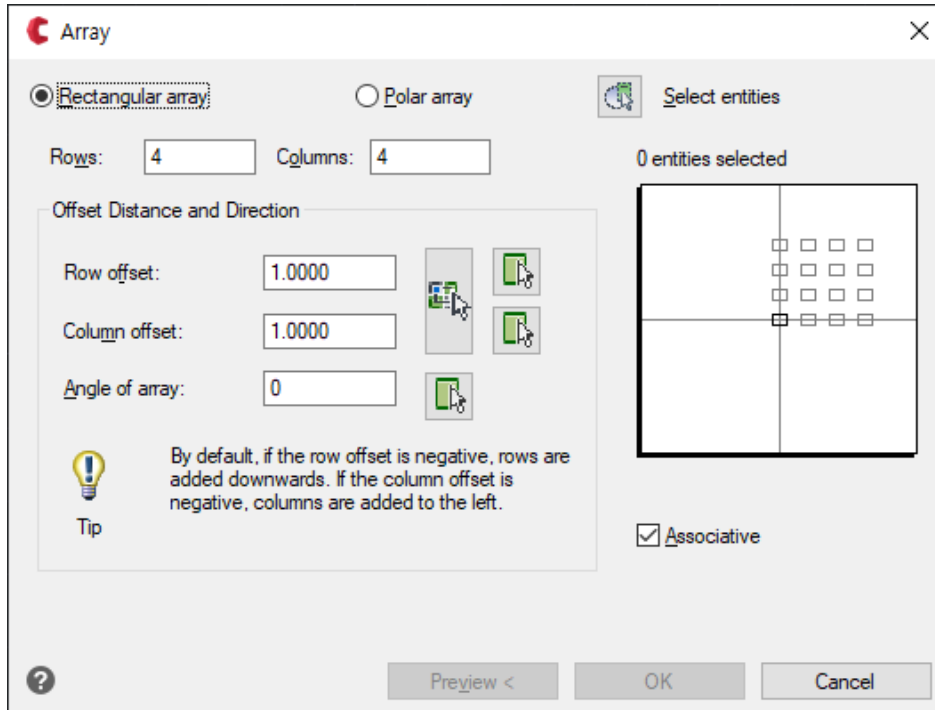 Array
Rectangular array
Polar array
Select entities
Rows:
4
Columns:
4
0 entities selected
Offset Distance and Direction
Row offset:
1.0000
Column offset:
1.0000
Angle of array:
0
By default, if the row offset is negative, rows are
added downwards. If the column offset is
negative, columns are added to the left.
Tip
Associative
?
Preview <
OK
Cancel